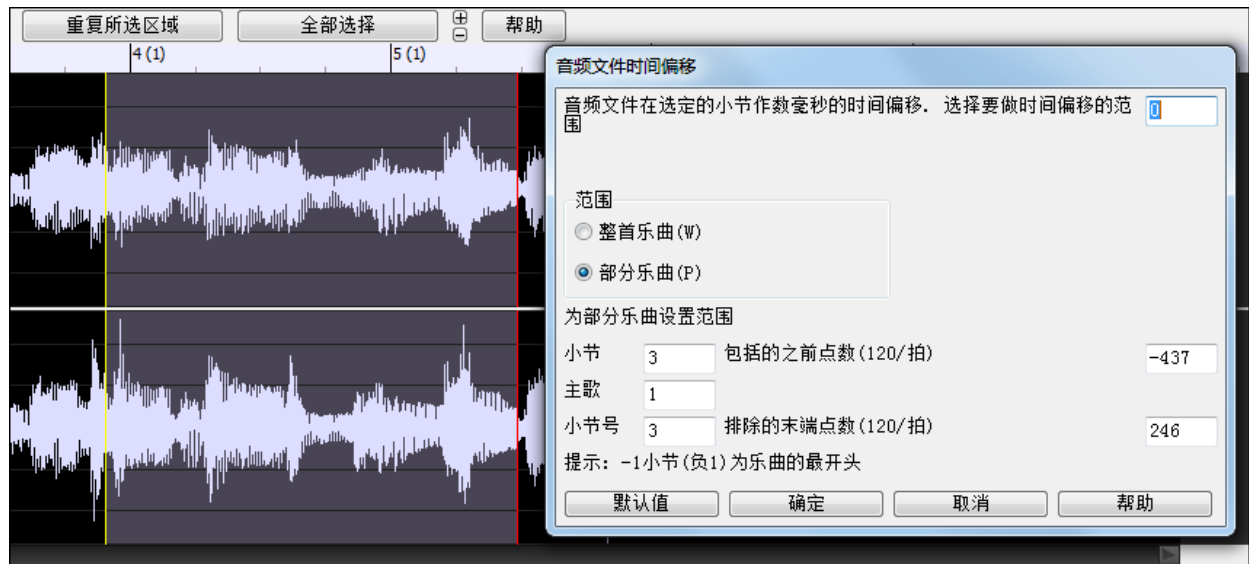 重复所选区域
全部选择
帮助
4 (1)
5 (1)
音频文件时间偏移
音频文件在选定的小节作数毫秒的时间偏移. 选择要做时间偏移的范
围
0
范围
整首乐曲(W)
部分乐曲(P)
为部分乐曲设置范围
小节 3 包括的之前点数(120/拍) -437
主歌 1
小节号 3 排除的末端点数(120/拍) 246
提示: -1小节(负1)为乐曲的最开头
默认值 确定 取消 帮助